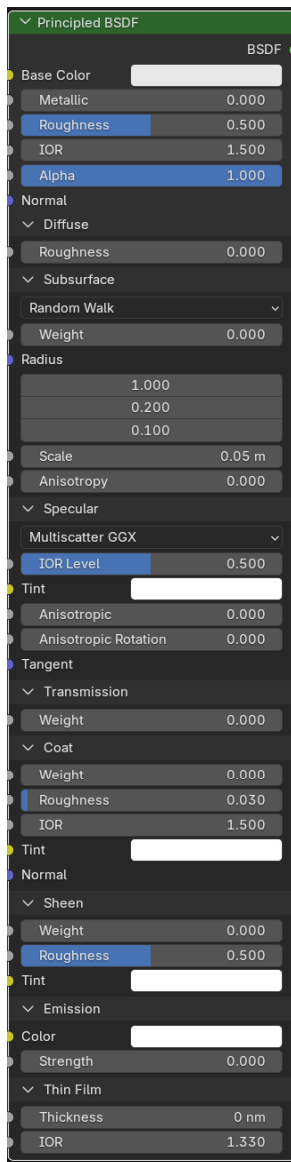 Principled BSDF
BSDF
Base Color
Metallic 0.000
Roughness 0.500
IOR 1.500
Alpha 1.000
Normal
Diffuse
Roughness 0.000
Subsurface
Random Walk
Weight 0.000
Radius
1.000
0.200
0.100
Scale 0.05 m
Anisotropy 0.000
Specular
Multiscatter GGX
IOR Level 0.500
Tint
Anisotropic 0.000
Anisotropic Rotation 0.000
Tangent
Transmission
Weight 0.000
Coat
Weight 0.000
Roughness 0.030
IOR 1.500
Tint
Normal
Sheen
Weight 0.000
Roughness 0.500
Tint
Emission
Color
Strength 0.000
Thin Film
Thickness 0 nm
IOR 1.330